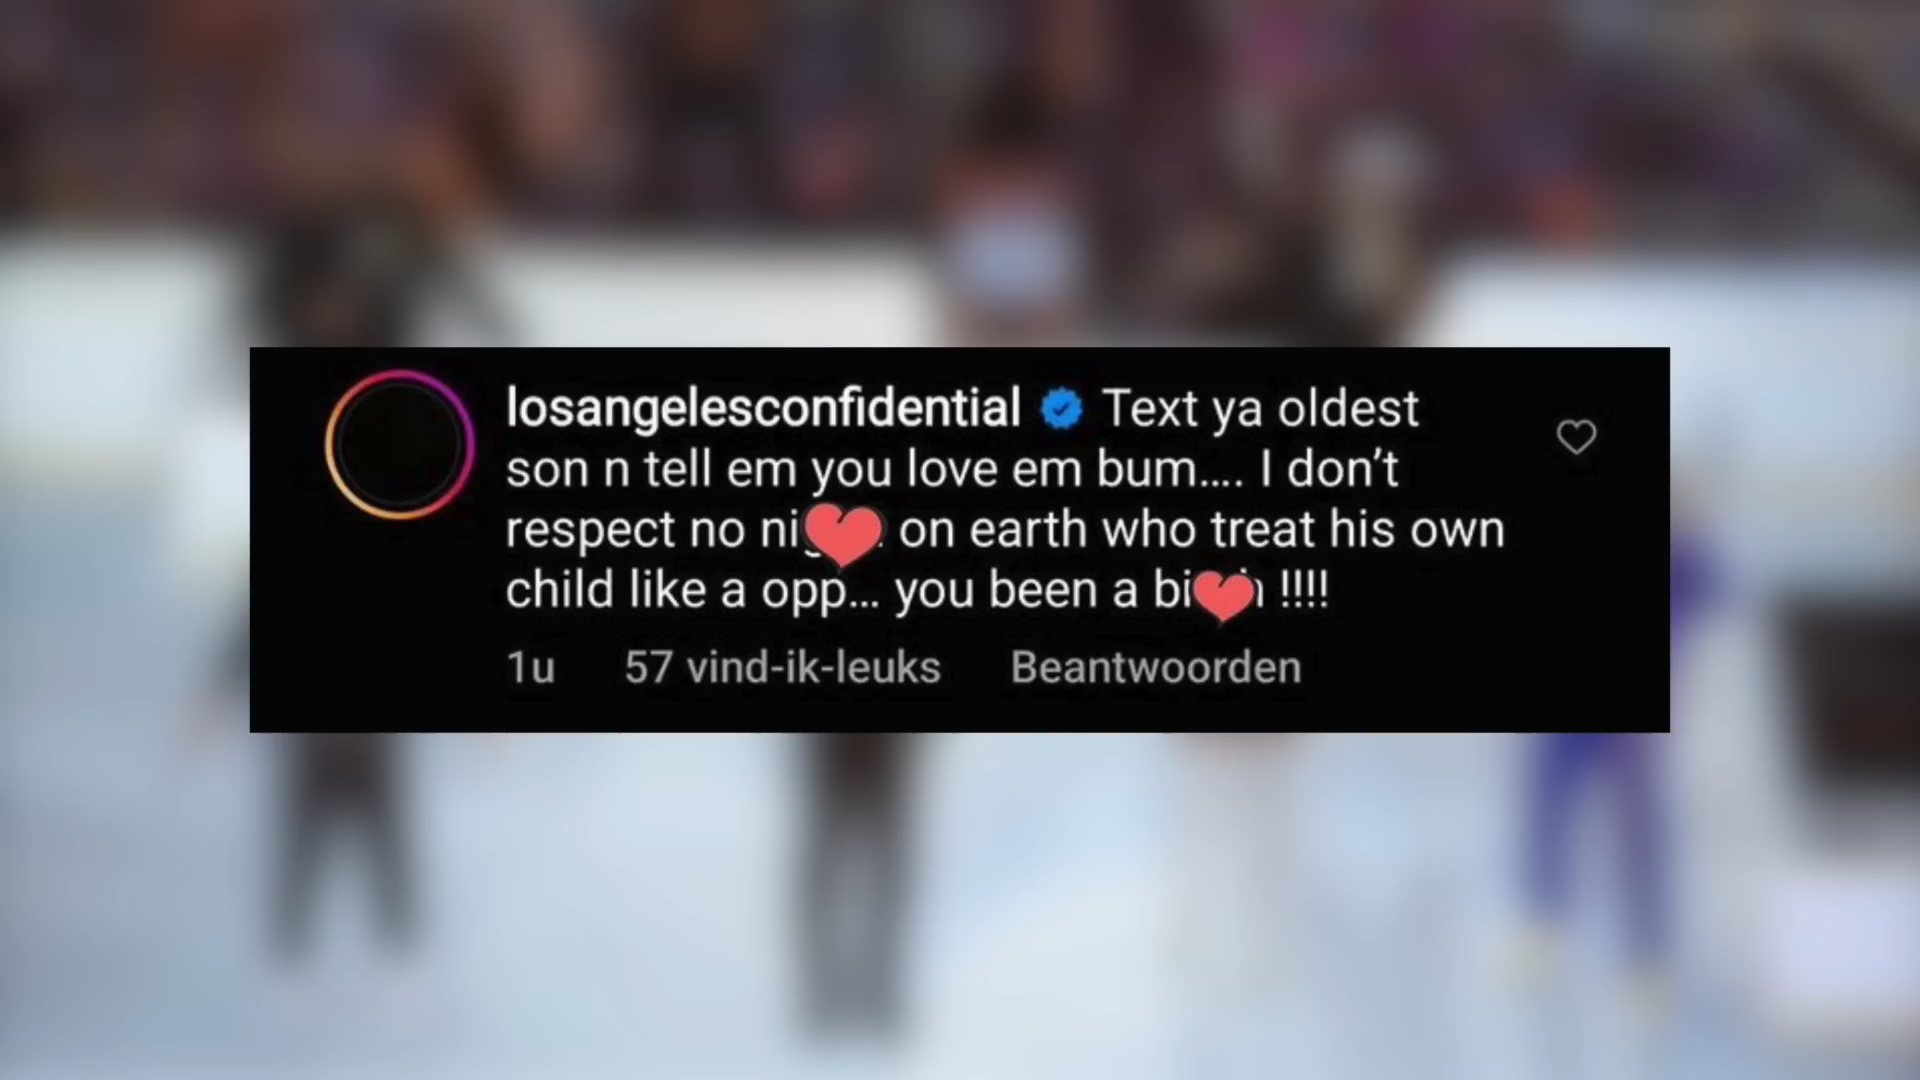 losangelesconfidential Text ya oldest
son n tell em you love em bum.... I don't
respect no ni on earth who treat his own
child like a opp... you been a bi h !!!!
1u 57 vind-ik-leuks Beantwoorden